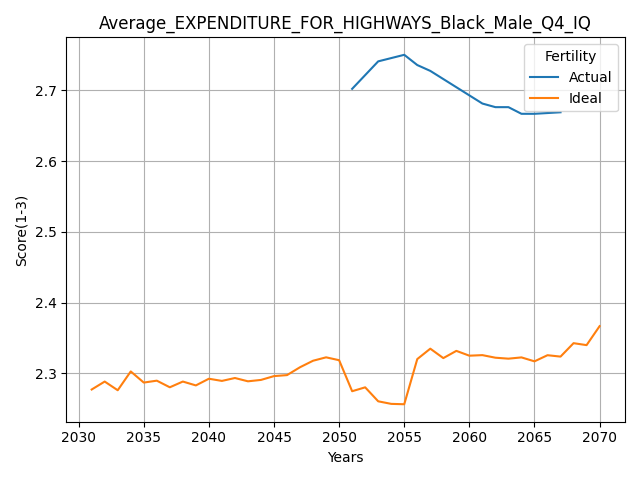 Average_EXPENDITURE_FOR_HIGHWAYS_Black_Male_Q4_IQ
Fertility
Actual
Ideal
Score(1-3)
2.7
2.6
2.5
2.4
2.3
2030 2035 2040 2045 2050 2055 2060 2065 2070
Years